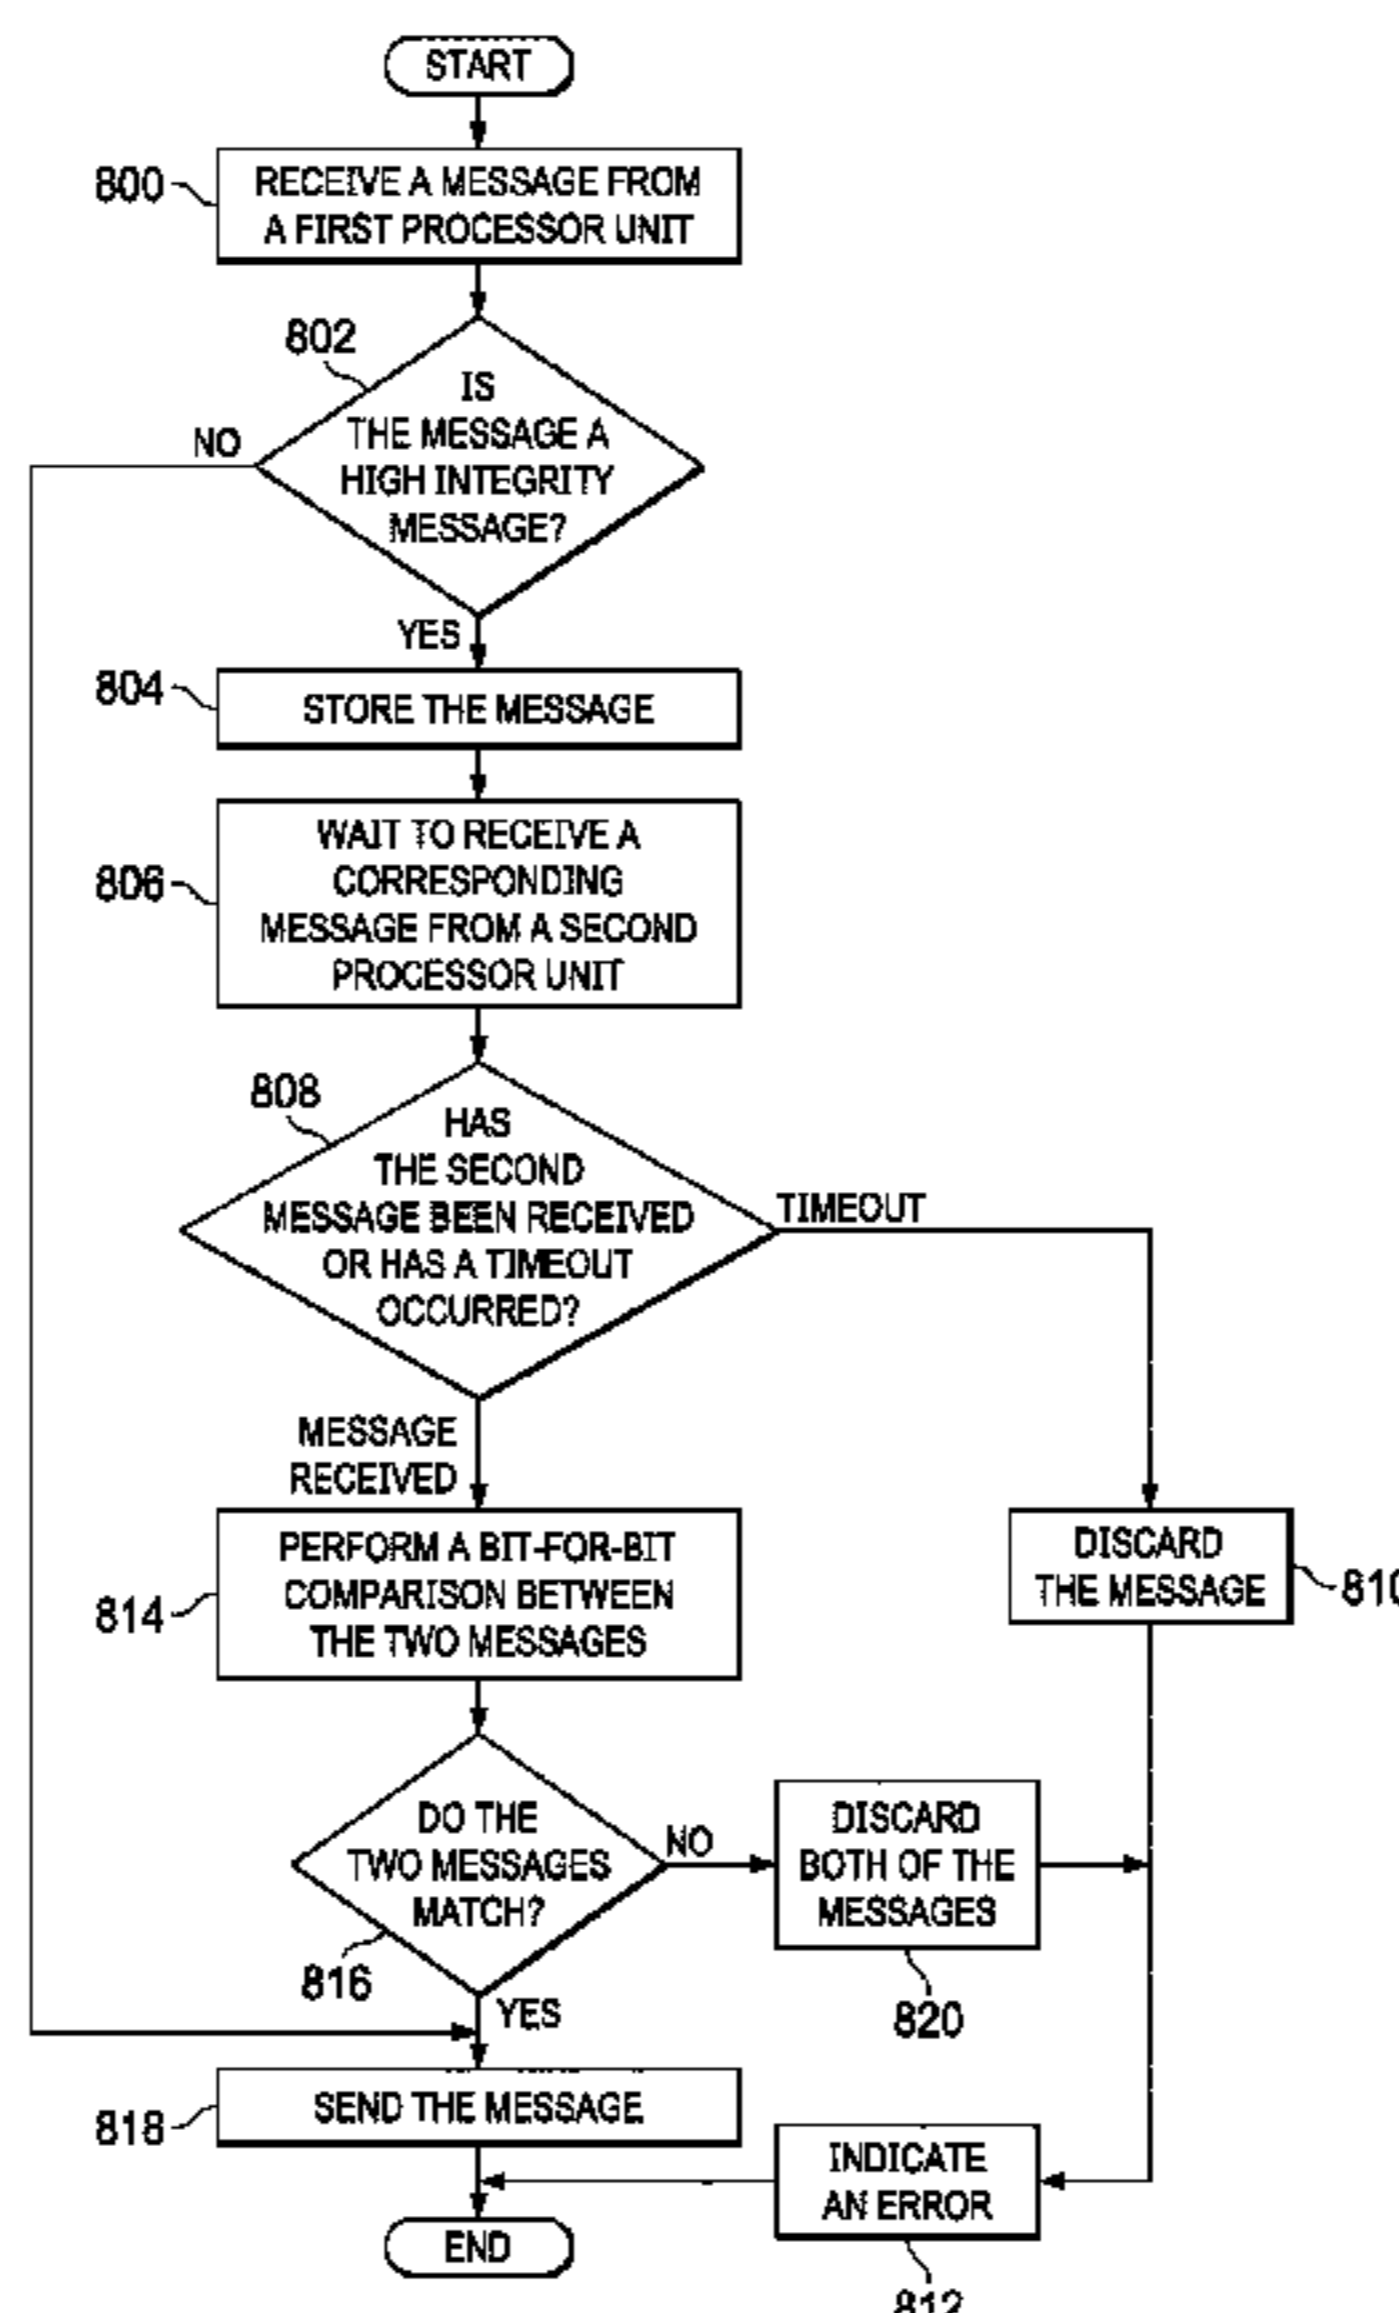 START
800
RECEIVE A MESSAGE FROM
A FIRST PROCESSOR UNIT
802
IS
THE MESSAGE A
HIGH INTEGRITY
MESSAGE?
NO
YES
804
STORE THE MESSAGE
806
WAIT TO RECEIVE A
CORRESPONDING
MESSAGE FROM A SECOND
PROCESSOR UNIT
808
HAS
THE SECOND
MESSAGE BEEN RECEIVED
OR HAS A TIMEOUT
OCCURRED?
TIMEOUT
MESSAGE
RECEIVED
814
PERFORM A BIT-FOR-BIT
COMPARISON BETWEEN
THE TWO MESSAGES
DISCARD
THE MESSAGE
810
DO THE
TWO MESSAGES
MATCH?
816
NO
DISCARD
BOTH OF THE
MESSAGES
820
YES
818
SEND THE MESSAGE
INDICATE
AN ERROR
812
END